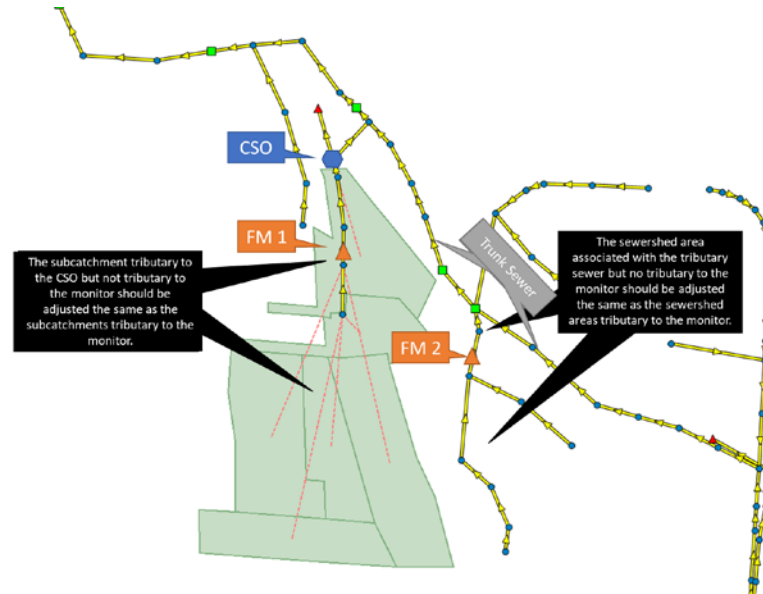 CSO
FM 1
Trunk Sewer
The subcatchment tributary to
the CSO but not tributary to
the monitor should be
adjusted the same as the
subcatchments tributary to the
monitor.
The sewershed area
associated with the tributary
sewer but no tributary to the
monitor should be adjusted
the same as the sewershed
areas tributary to the monitor.
FM 2